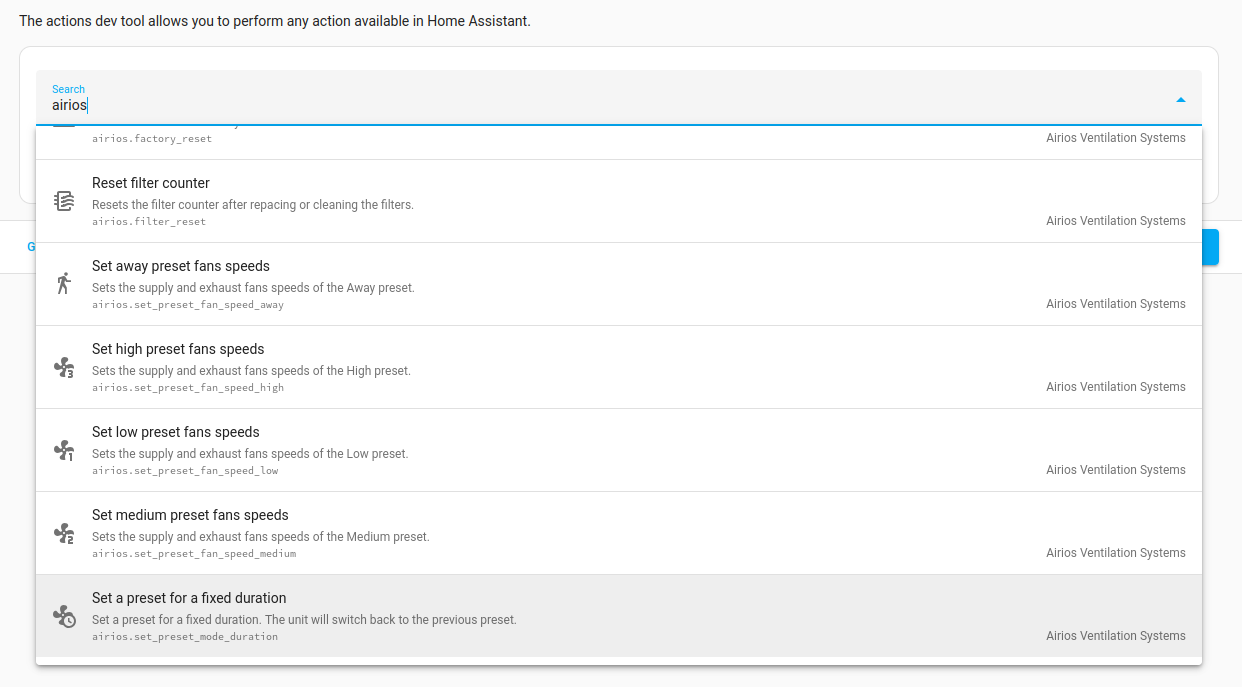 The actions dev tool allows you to perform any action available in Home Assistant.
Search
airios
airios.factory_reset
Airios Ventilation Systems
Reset filter counter
Resets the filter counter after repacing or cleaning the filters.
airios.filter_reset
Airios Ventilation Systems
G
Set away preset fans speeds
Sets the supply and exhaust fans speeds of the Away preset.
airios.set_preset_fan_speed_away
Airios Ventilation Systems
Set high preset fans speeds
Sets the supply and exhaust fans speeds of the High preset.
airios.set_preset_fan_speed_high
Airios Ventilation Systems
Set low preset fans speeds
Sets the supply and exhaust fans speeds of the Low preset.
airios.set_preset_fan_speed_low
Airios Ventilation Systems
Set medium preset fans speeds
Sets the supply and exhaust fans speeds of the Medium preset.
airios.set_preset_fan_speed_medium
Airios Ventilation Systems
Set a preset for a fixed duration
Set a preset for a fixed duration. The unit will switch back to the previous preset.
airios.set_preset_mode_duration
Airios Ventilation Systems